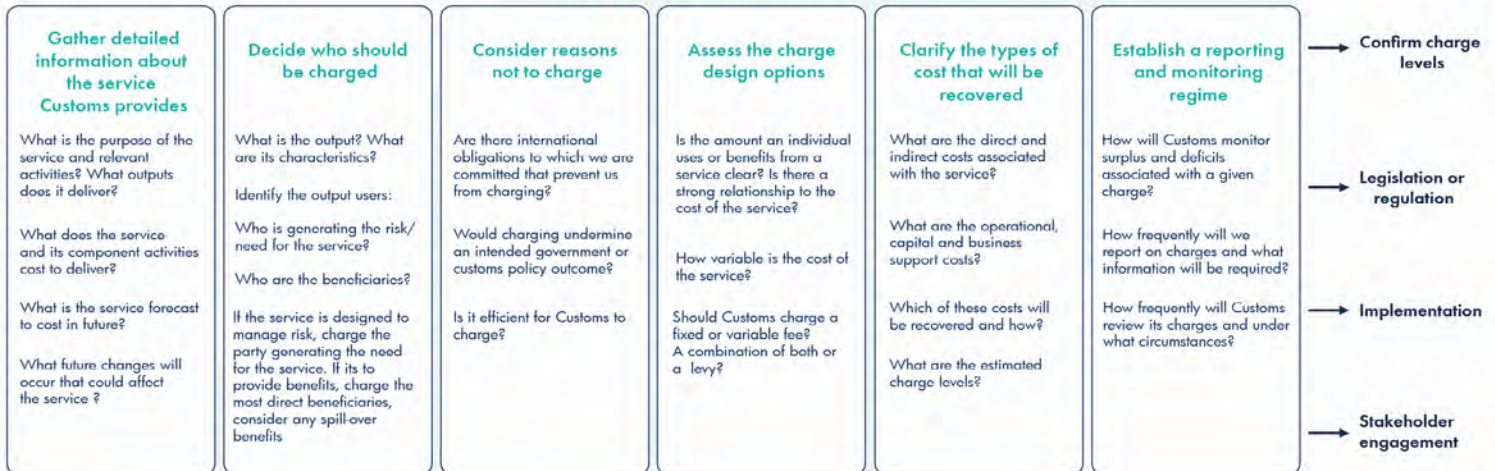 Gather detailed
information about
the service
Customs provides
What is the purpose of the
service and relevant
activities? What outputs
does it deliver?
What does the service
and its component activities
cost to deliver?
What is the service forecast
to cost in future?
What future changes will
occur that could affect
the service ?
Decide who should
be charged
What is the output? What
are its characteristics?
Identify the output users:
Who is generating the risk/
need for the service?
Who are the beneficiaries?
If the service is designed to
manage risk, charge the
party generating the need
for the service. If its to
provide benefits, charge the
most direct beneficiaries,
consider any spill-over
benefits
Consider reasons
not to charge
Are there international
obligations to which we are
committed that prevent us
from charging?
Would charging undermine
an intended government or
customs policy outcome?
Is it efficient for Customs to
charge?
Assess the charge
design options
Is the amount an individual
uses or benefits from a
service clear? Is there a
strong relationship to the
cost of the service?
How variable is the cost of
the service?
Should Customs charge a
fixed or variable fee?
A combination of both or
a levy?
Clarify the types of
cost that will be
recovered
What are the direct and
indirect costs associated
with the service?
What are the operational,
capital and business
support costs?
Which of these costs will
be recovered and how?
What are the estimated
charge levels?
Establish a reporting
and monitoring
regime
How will Customs monitor
surplus and deficits
associated with a given
charge?
How frequently will we
report on charges and what
information will be required?
How frequently will Customs
review its charges and under
what circumstances?
Confirm charge
levels
Legislation or
regulation
Implementation
Stakeholder
engagement